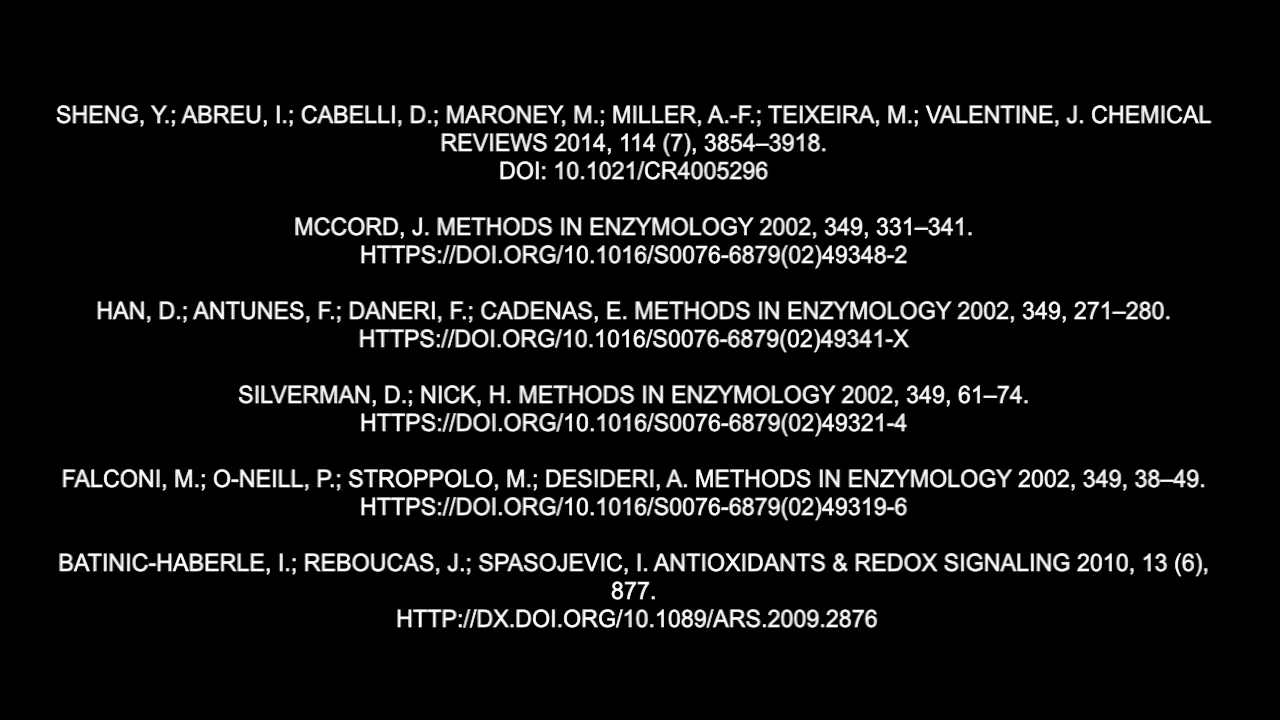 SHENG, Y.; ABREU, I.; CABELLI, D.; MARONEY, M.; MILLER, A.-F.; TEIXEIRA, M.; VALENTINE, J. CHEMICAL
REVIEWS 2014, 114 (7), 3854–3918.
DOI: 10.1021/CR4005296
MCCORD, J. METHODS IN ENZYMOLOGY 2002, 349, 331–341.
HTTPS://DOI.ORG/10.1016/S0076-6879(02)49348-2
HAN, D.; ANTUNES, F.; DANERI, F.; CADENAS, E. METHODS IN ENZYMOLOGY 2002, 349, 271–280.
HTTPS://DOI.ORG/10.1016/S0076-6879(02)49341-X
SILVERMAN, D.; NICK, H. METHODS IN ENZYMOLOGY 2002, 349, 61–74.
HTTPS://DOI.ORG/10.1016/S0076-6879(02)49321-4
FALCONI, M.; O-NEILL, P.; STROPPOLO, M.; DESIDERI, A. METHODS IN ENZYMOLOGY 2002, 349, 38–49.
HTTPS://DOI.ORG/10.1016/S0076-6879(02)49319-6
BATINIC-HABERLE, I.; REBOUCAS, J.; SPASOJEVIC, I. ANTIOXIDANTS & REDOX SIGNALING 2010, 13 (6),
877.
HTTP://DX.DOI.ORG/10.1089/ARS.2009.2876